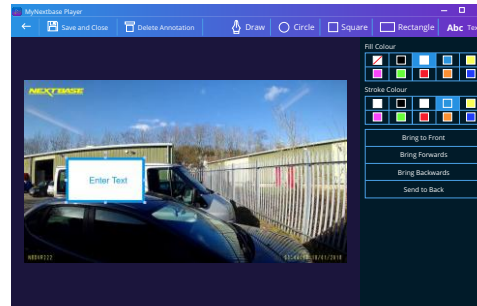 MyNextbase Player
Save and Close
Delete Annotation
Draw
Circle
Square
Rectangle
Abc
Fill Colour
NEXTBASE
Stroke Colour
Enter Text
Bring to Front
Bring Forwards
Bring Backwards
Send to Back